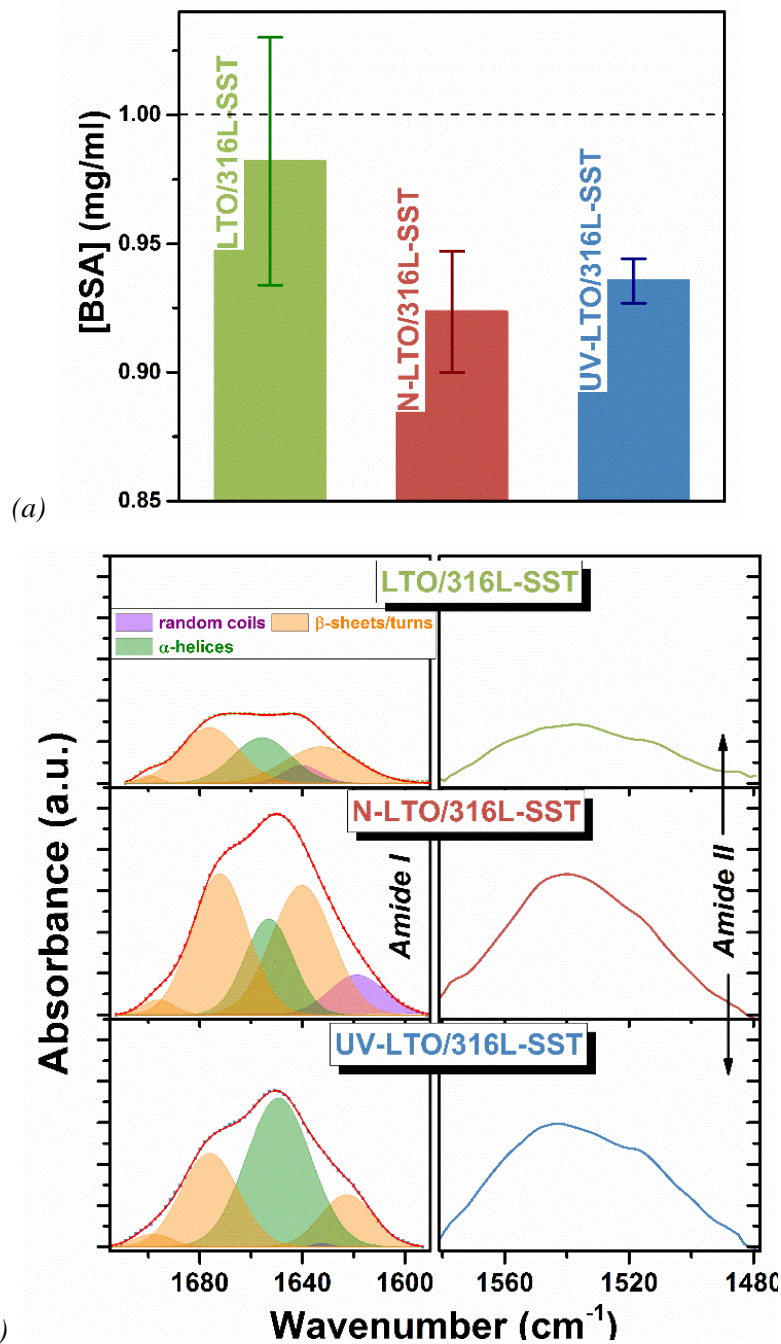 1.00
0.95
0.90
0.85
[BSA] (mg/ml)
LTO/316L-SST
N-LTO/316L-SST
UV-LTO/316L-SST
(a)
LTO/316L-SST
random coils
β-sheets/turns
α-helices
N-LTO/316L-SST
Amide I
Amide II
UV-LTO/316L-SST
Absorbance (a.u.)
1680
1640
1600
1560
1520
1480
Wavenumber (cm⁻¹)
)